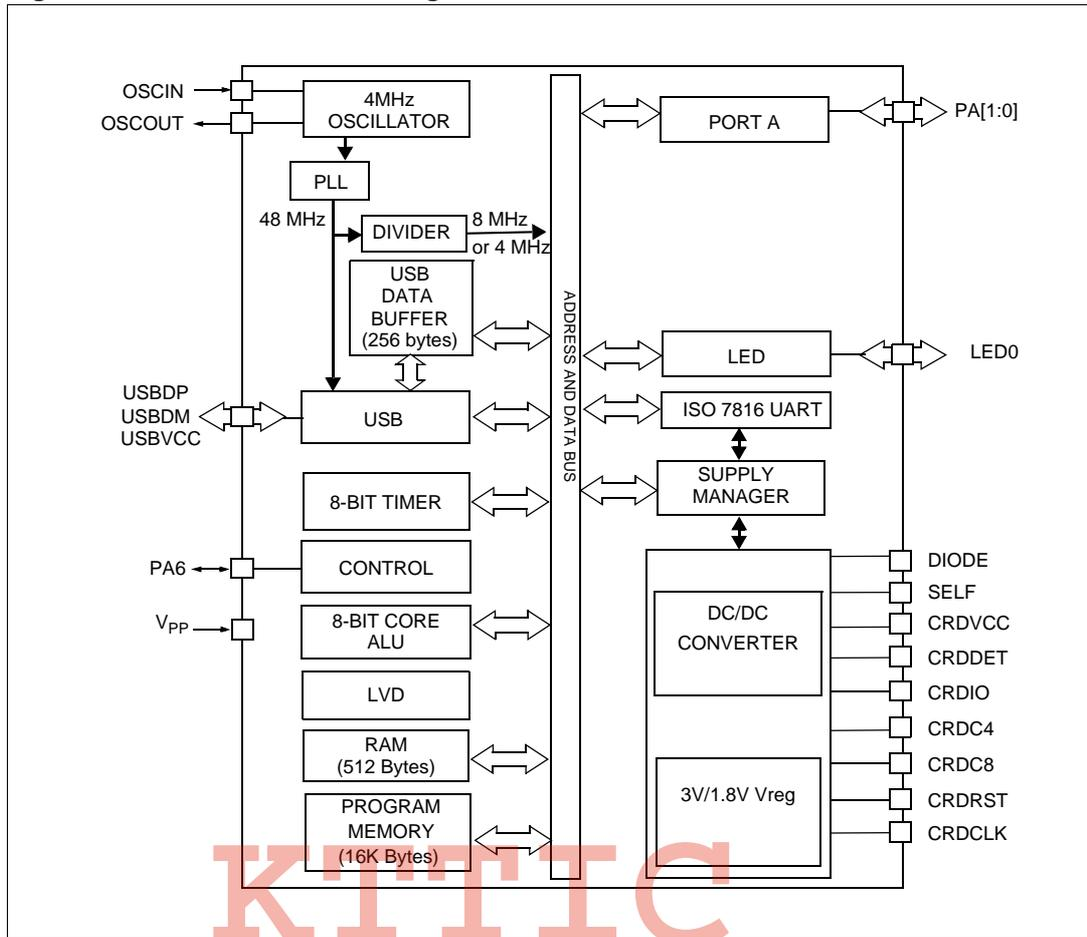 OSCIN
OSCOUT
4MHz
OSCILLATOR
PLL
48 MHz
DIVIDER
8 MHz
or 4 MHz
USB
DATA
BUFFER
(256 bytes)
USBDP
USBDM
USBVCC
USB
8-BIT TIMER
PA6
CONTROL
VPP
8-BIT CORE
ALU
LVD
RAM
(512 Bytes)
PROGRAM
MEMORY
(16K Bytes)
ADDRESS AND DATA BUS
PORT A
PA[1:0]
LED
LED0
ISO 7816 UART
SUPPLY
MANAGER
DC/DC
CONVERTER
3V/1.8V Vreg
DIODE
SELF
CRDVCC
CRDDET
CRDIO
CRDC4
CRDC8
CRDRST
CRDCLK
KTTIC